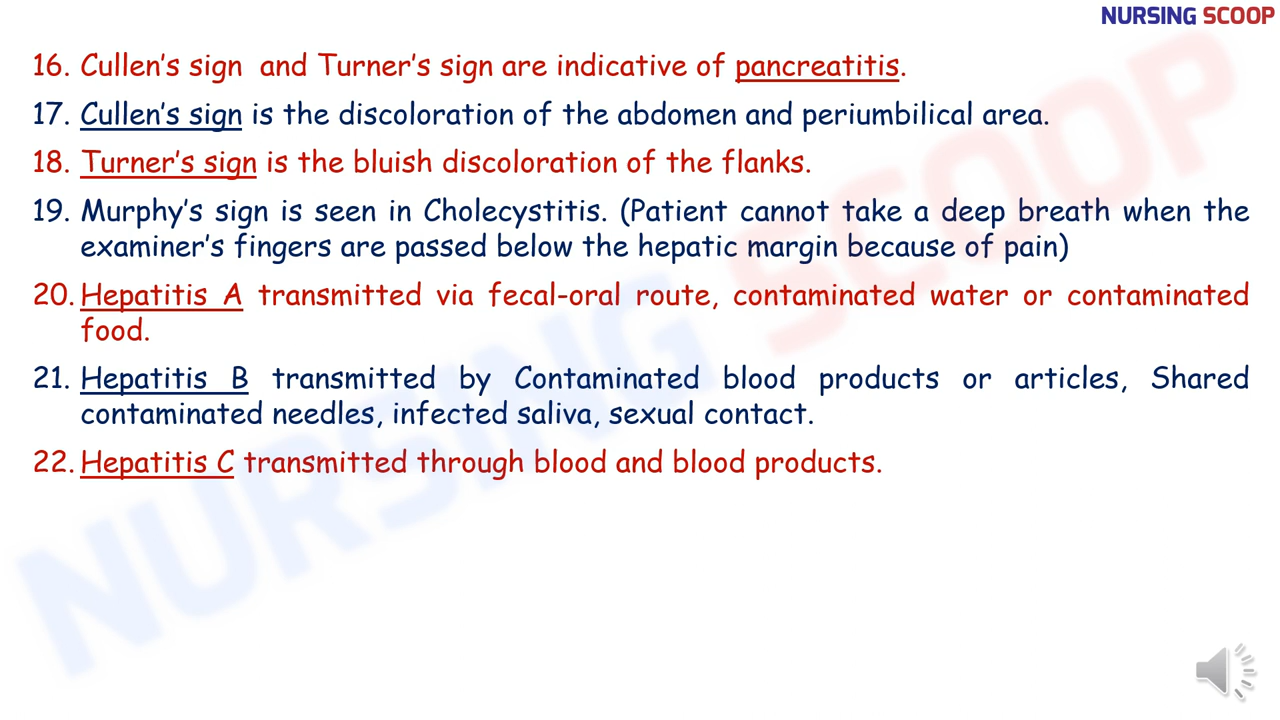 NURSING SCOOP
16. Cullen's sign  and Turner's sign are indicative of pancreatitis.
17. Cullen's sign is the discoloration of the abdomen and periumbilical area.
18. Turner's sign is the bluish discoloration of the flanks.
19. Murphy's sign is seen in Cholecystitis. (Patient cannot take a deep breath when the
examiner's fingers are passed below the hepatic margin because of pain)
20. Hepatitis A transmitted via fecal-oral route, contaminated water or contaminated
food.
21. Hepatitis B transmitted by Contaminated blood products or articles, Shared
contaminated needles, infected saliva, sexual contact.
22. Hepatitis C transmitted through blood and blood products.
NURSING SCOOP